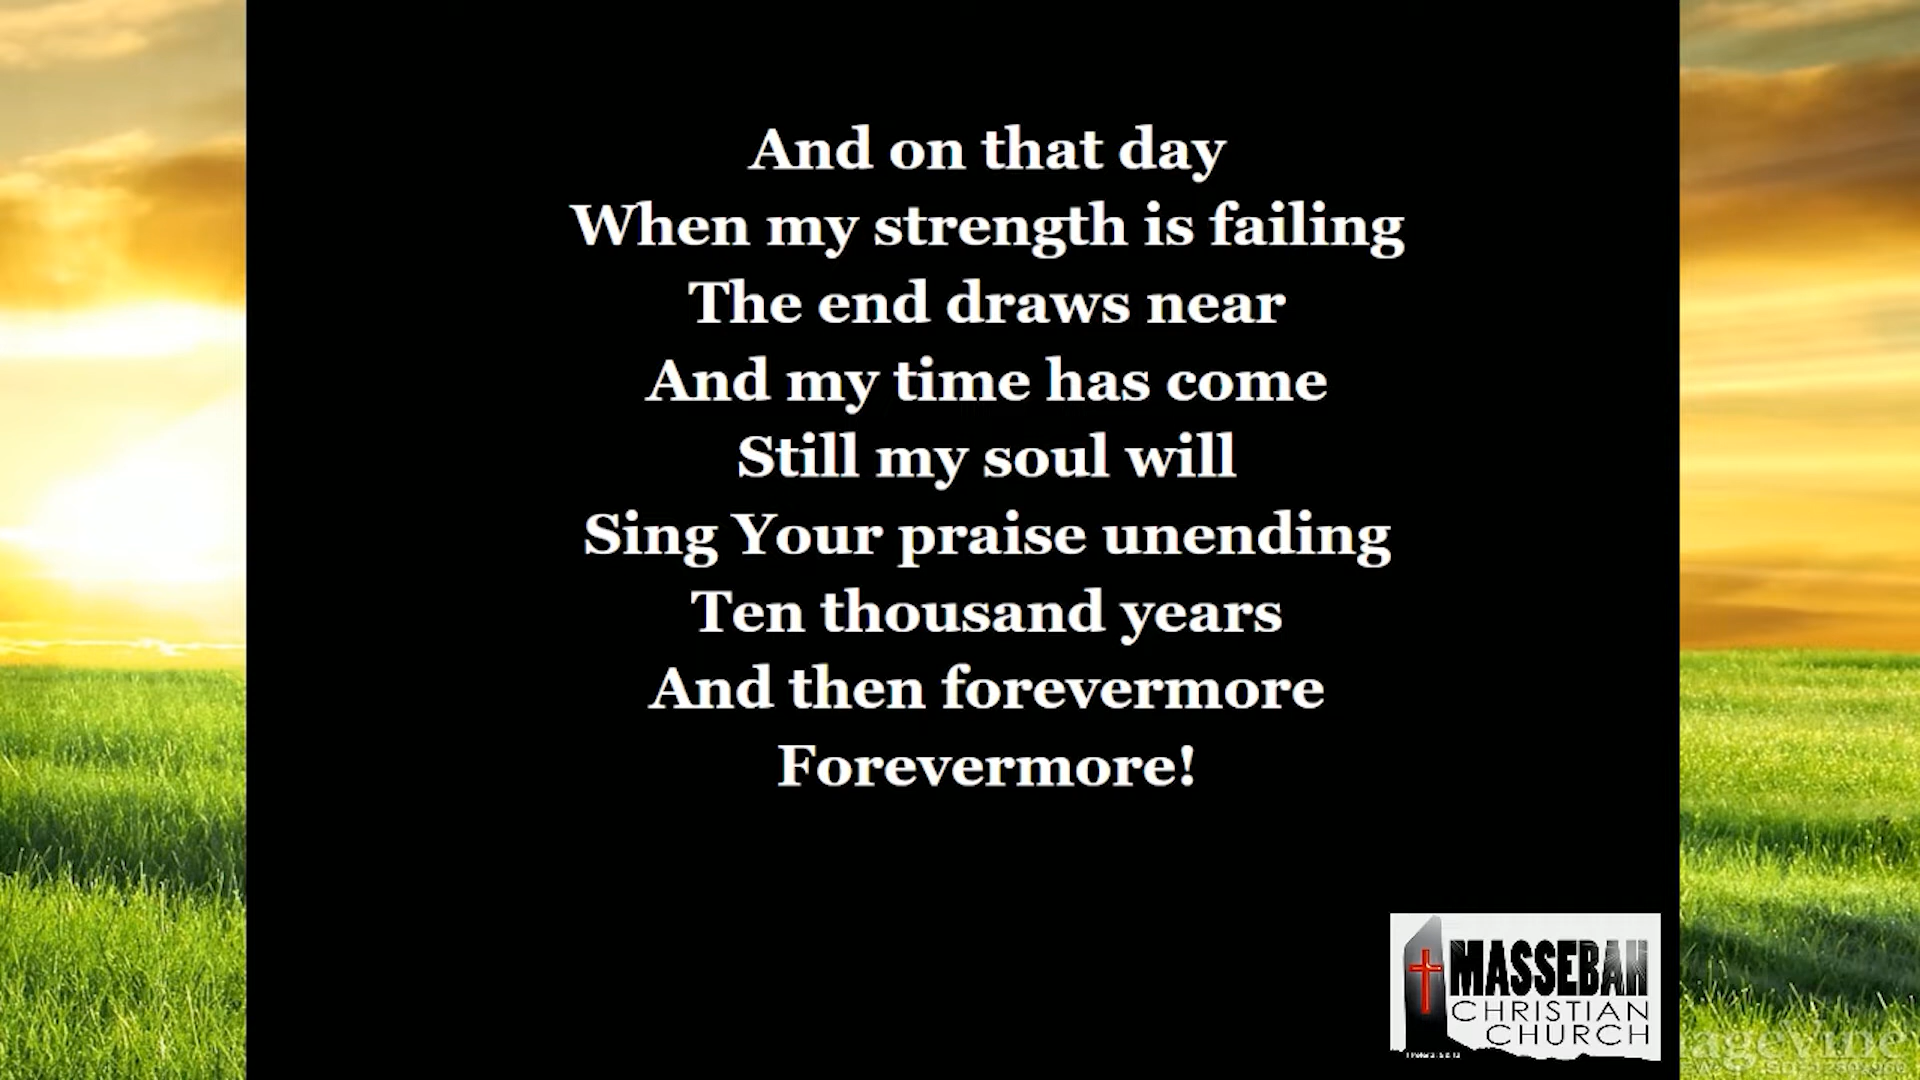 And on that day
When my strength is failing
The end draws near
And my time has come
Still my soul will
Sing Your praise unending
Ten thousand years
And then forevermore
Forevermore!
MASSEBAH
CHRISTIAN
CHURCH